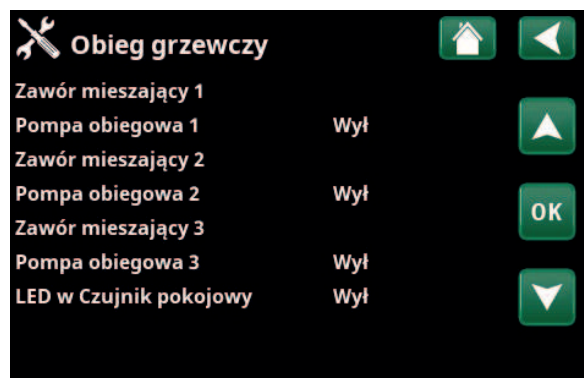 Obieg grzewczy
Zawór mieszający 1
Pompa obiegowa 1 Wył
Zawór mieszający 2
Pompa obiegowa 2 Wył
Zawór mieszający 3
Pompa obiegowa 3 Wył
LED w Czujnik pokojowy Wył
OK